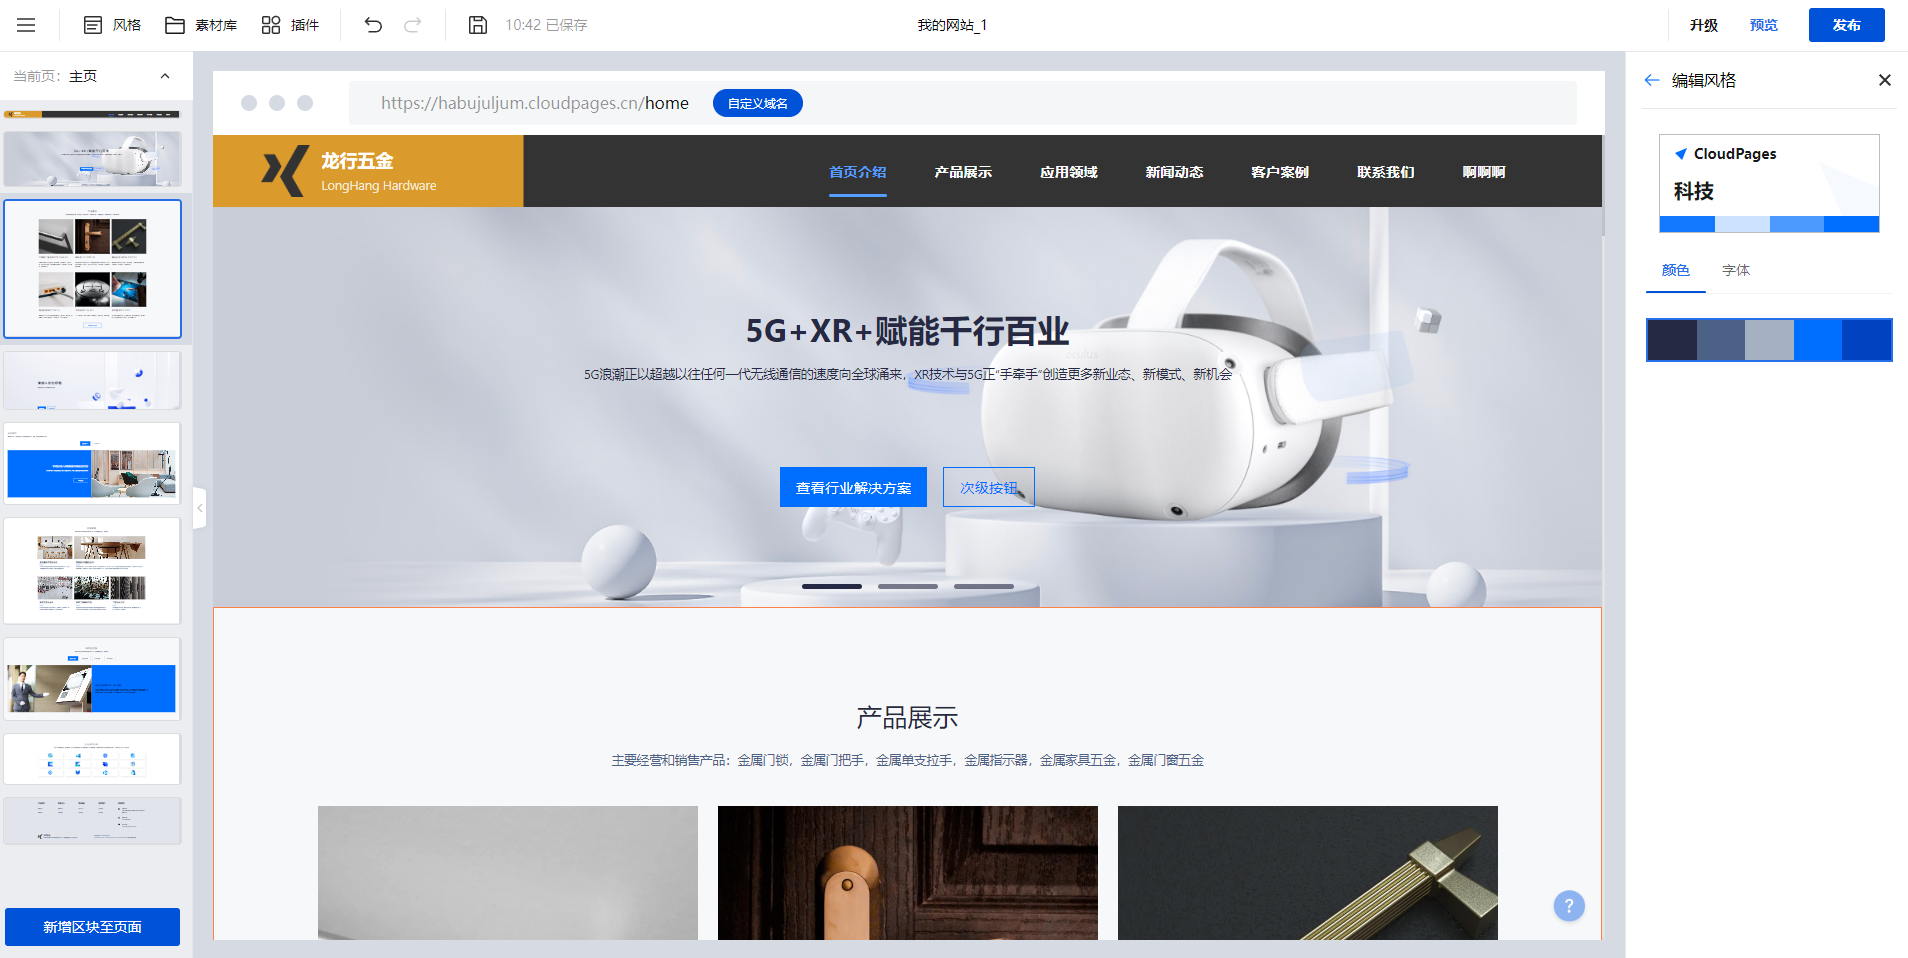 风格
素材库
插件
10:42 已保存
我的网站_1
升级
预览
发布
当前页：主页
https://habujuljum.cloudpages.cn/home
自定义域名
编辑风格
龙行五金
LongHang Hardware
首页介绍
产品展示
应用领域
新闻动态
客户案例
联系我们
啊啊啊
CloudPages
科技
颜色
字体
5G+XR+赋能千行百业
5G浪潮正以超越以往任何一代无线通信的速度向全球涌来，XR技术与5G正“手牵手”创造更多新业态、新模式、新机会
oculus
查看行业解决方案
次级按钮
产品展示
主要经营和销售产品：金属门锁，金属门把手，金属单支拉手，金属指示器，金属家具五金，金属门窗五金
新增区块至页面
?